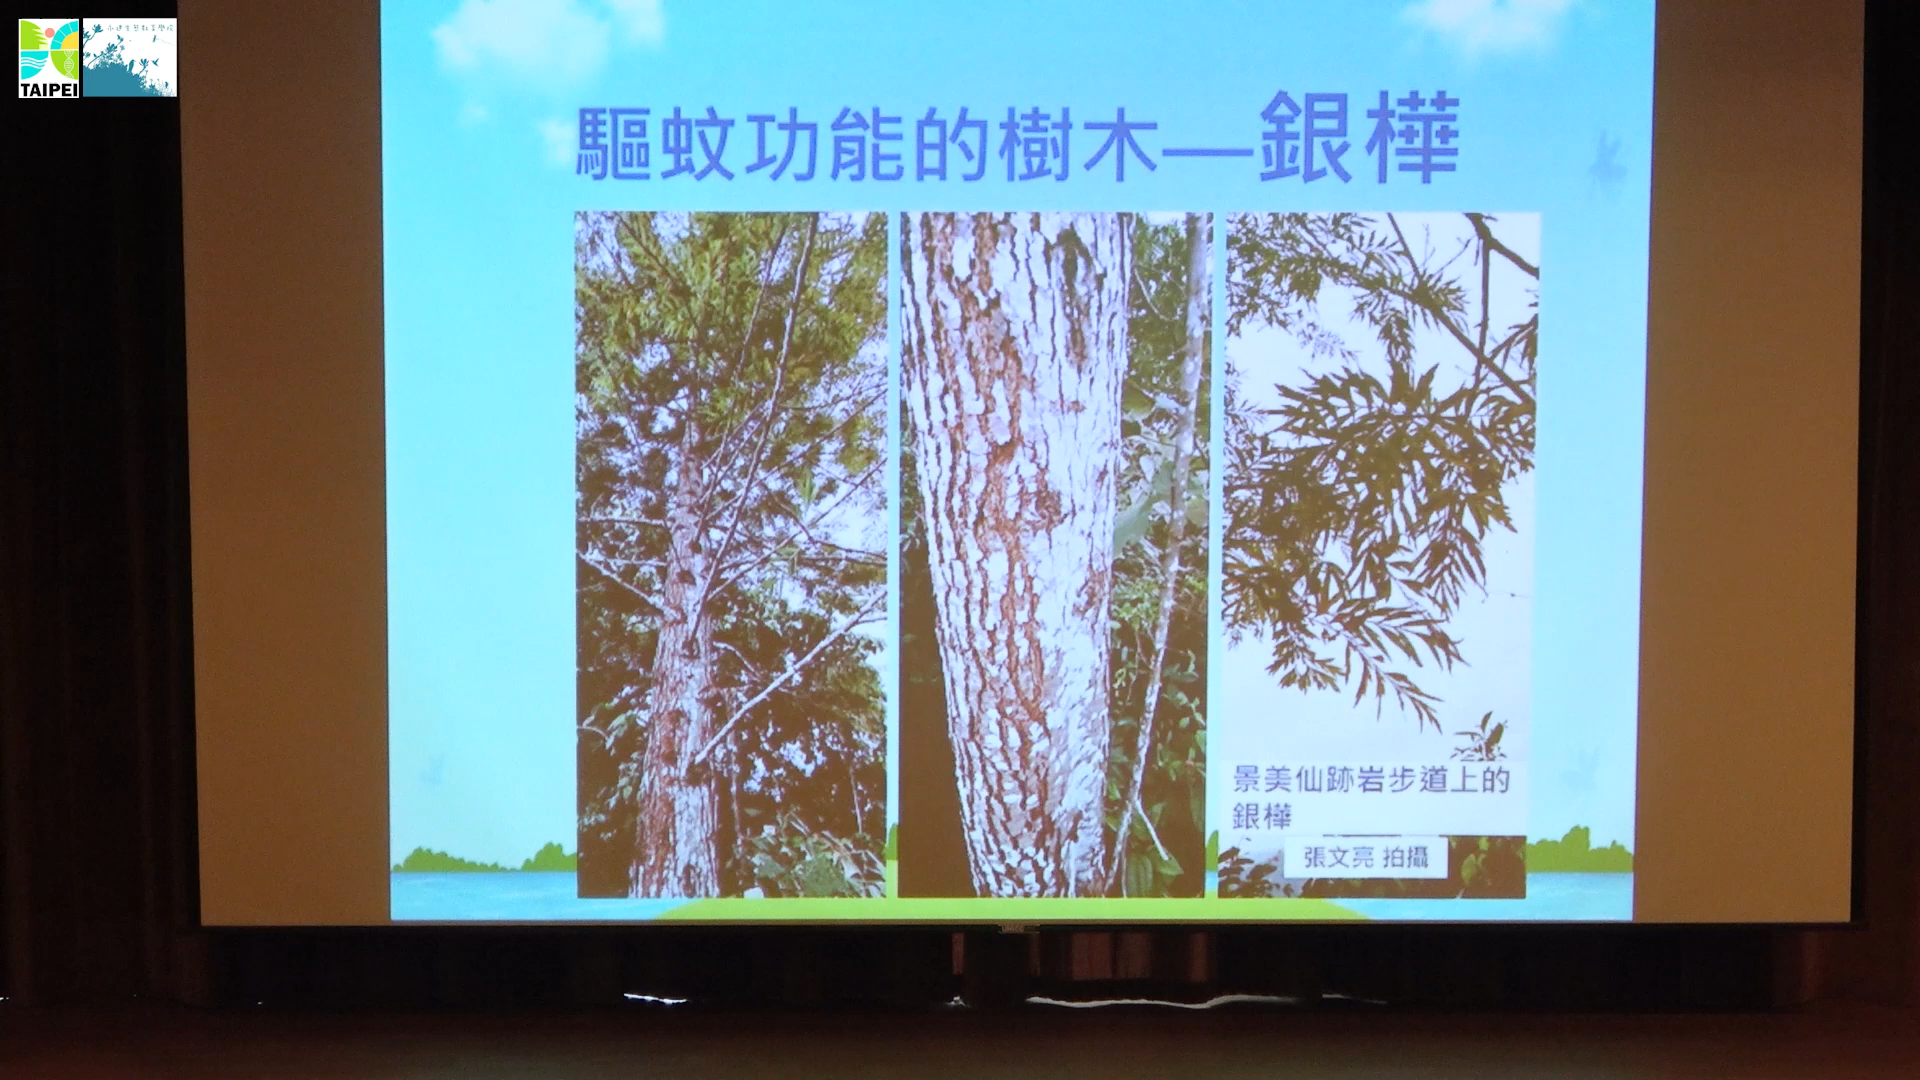 TAIPEI
驅蚊功能的樹木—銀樺
景美仙跡岩步道上的
銀樺
張文亮 拍攝